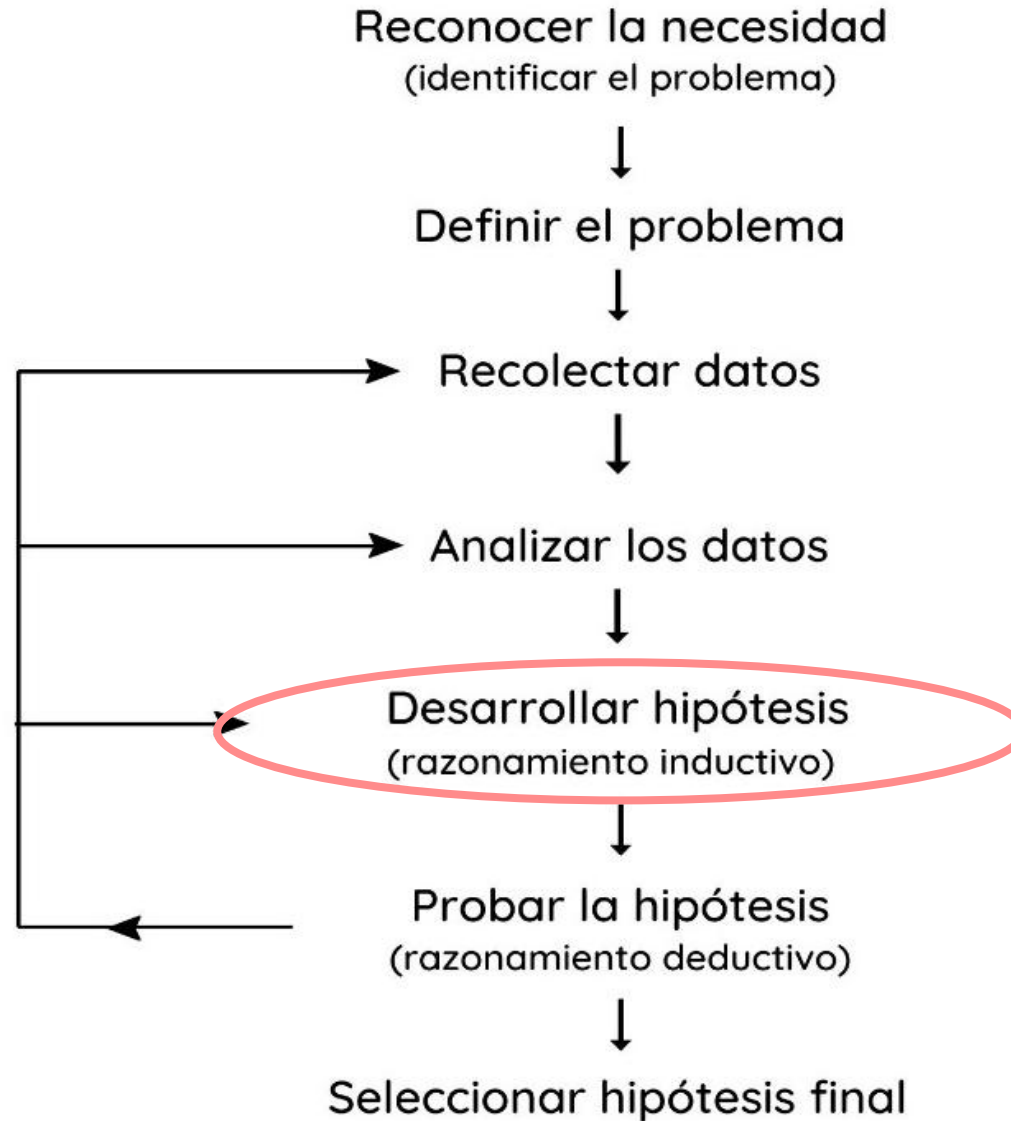 Reconocer la necesidad
(identificar el problema)
Definir el problema
Recolectar datos
Analizar los datos
Desarrollar hipótesis
(razonamiento inductivo)
Probar la hipótesis
(razonamiento deductivo)
Seleccionar hipótesis final